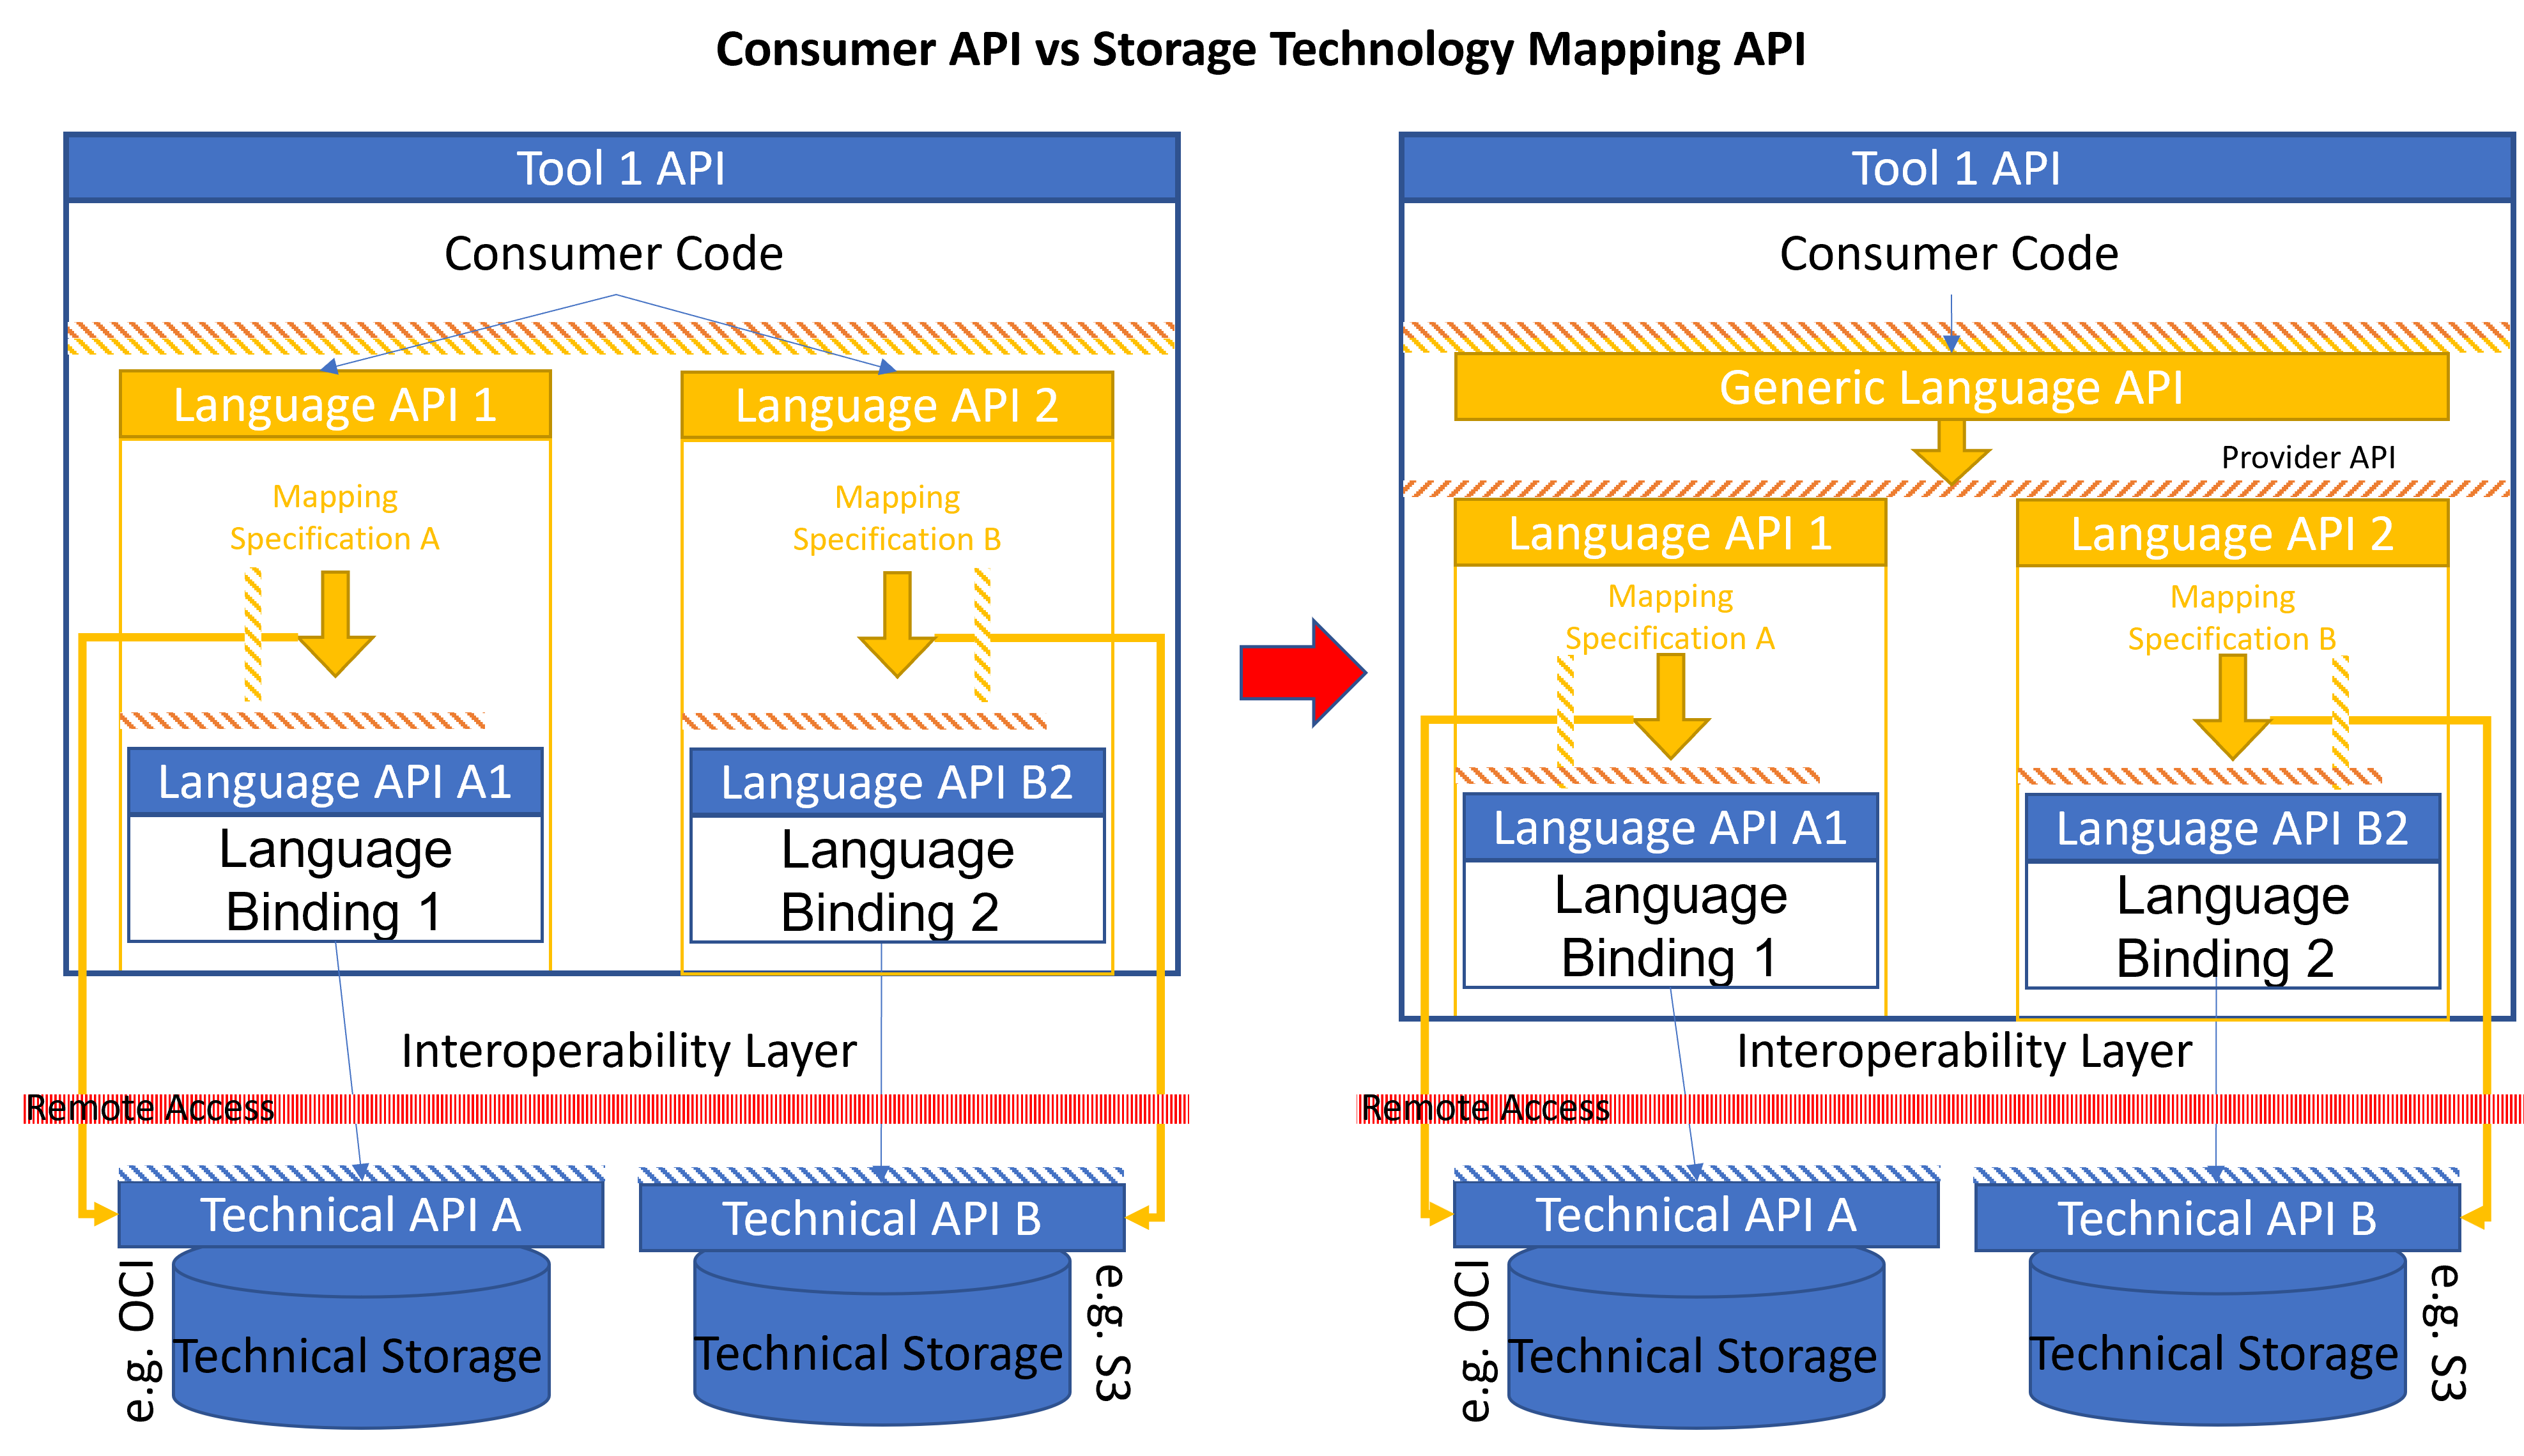 Consumer API vs Storage Technology Mapping API
Tool 1 API
Consumer Code
Language API 1
Language API 2
Mapping
Specification A
Mapping
Specification B
Language API A1
Language
Binding 1
Language API B2
Language
Binding 2
Interoperability Layer
Remote Access
Technical API A
Technical API B
e.g. OCI
Technical Storage
Technical Storage
e.g. S3
Tool 1 API
Consumer Code
Generic Language API
Provider API
Language API 1
Language API 2
Mapping
Specification A
Mapping
Specification B
Language API A1
Language
Binding 1
Language API B2
Language
Binding 2
Interoperability Layer
Remote Access
Technical API A
Technical API B
e.g. OCI
Technical Storage
Technical Storage
e.g. S3